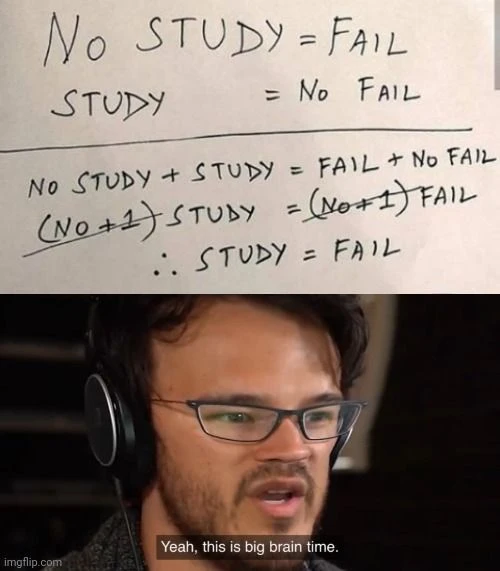 No STUDY = FAIL
STUDY = No FAIL
NO STUDY + STUDY = FAIL + NO FAIL
(NO + 1) STUDY = (No + 1) FAIL
∴ STUDY = FAIL
Yeah, this is big brain time.
imgflip.com